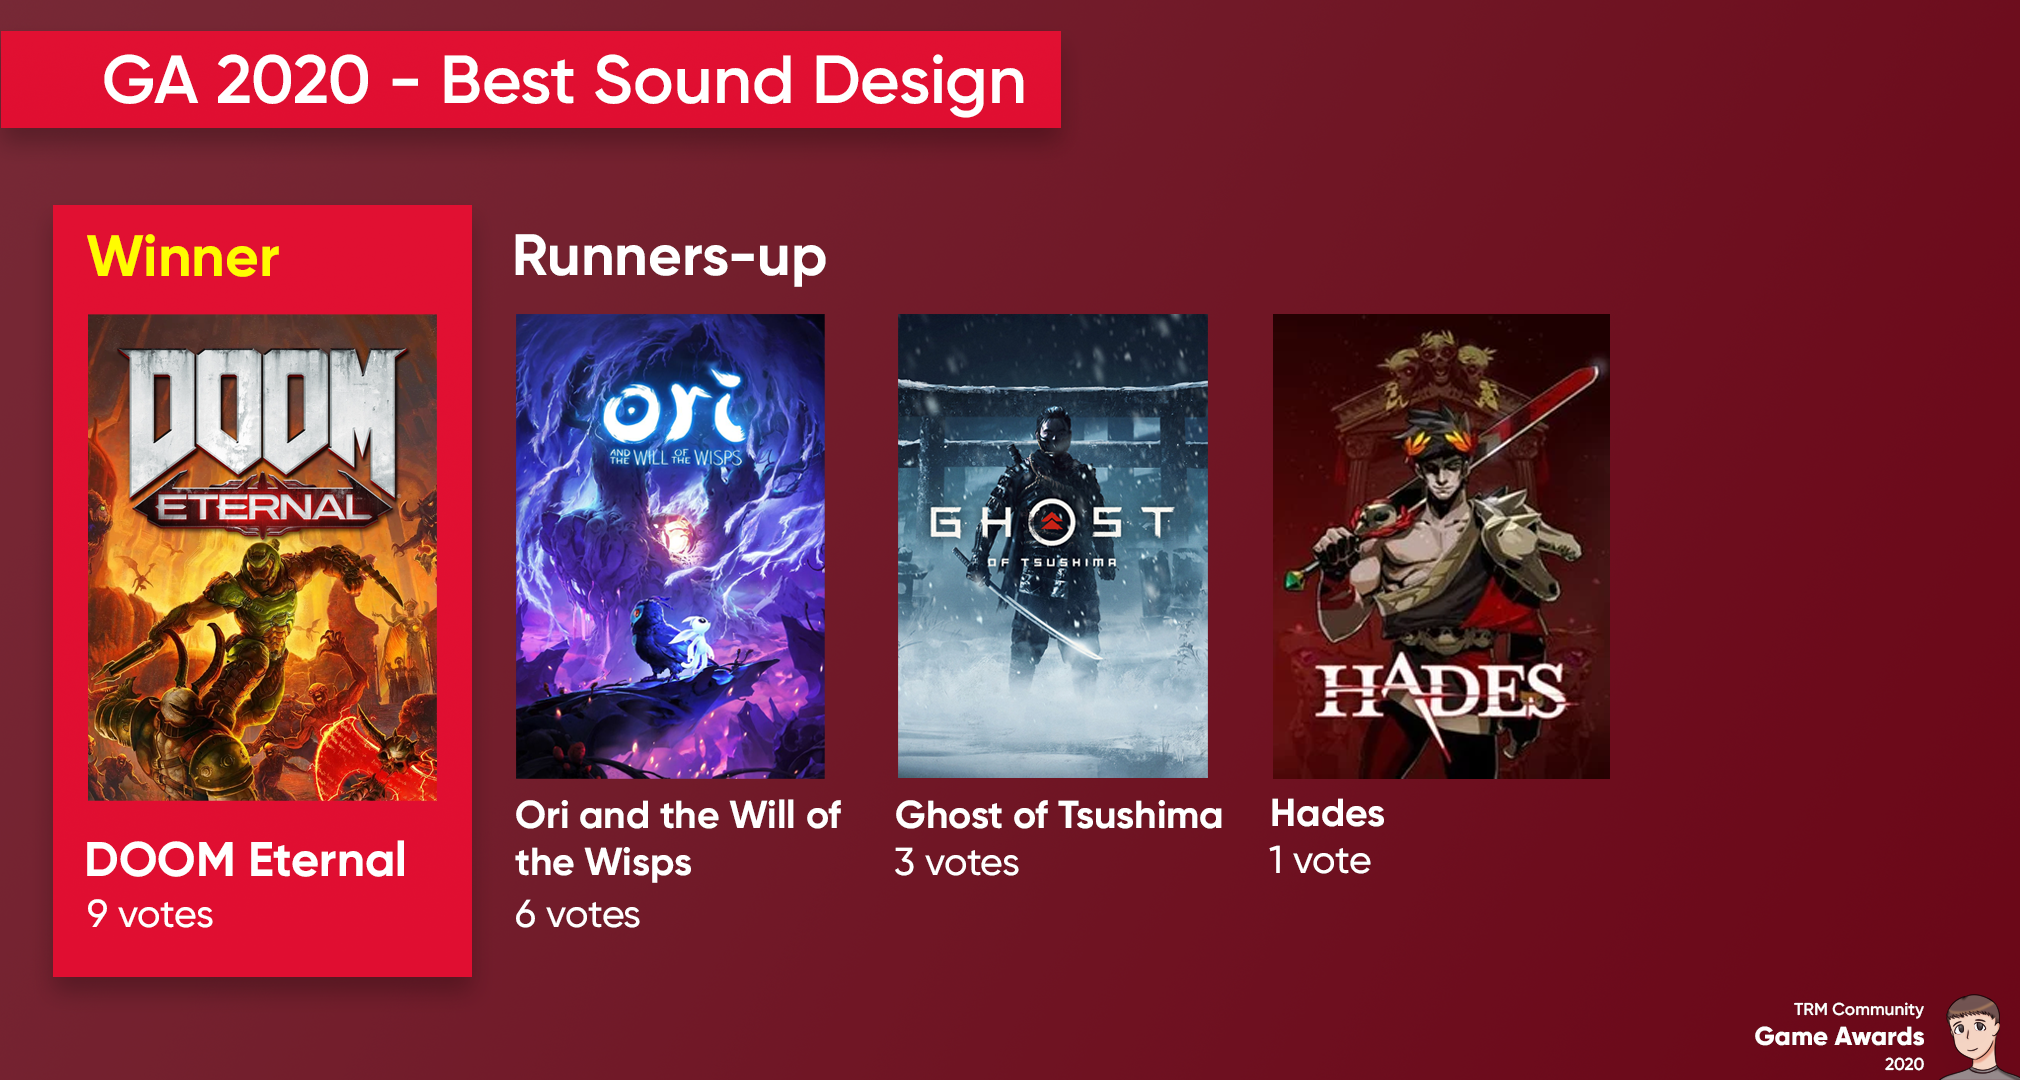 GA 2020 - Best Sound Design
Winner
DOOM
ETERNAL
DOOM Eternal
9 votes
Runners-up
ori
AND THE WILL OF THE WISPS
Ori and the Will of
the Wisps
6 votes
GHOST
OF TSUSHIMA
Ghost of Tsushima
3 votes
HADES
Hades
1 vote
TRM Community
Game Awards
2020